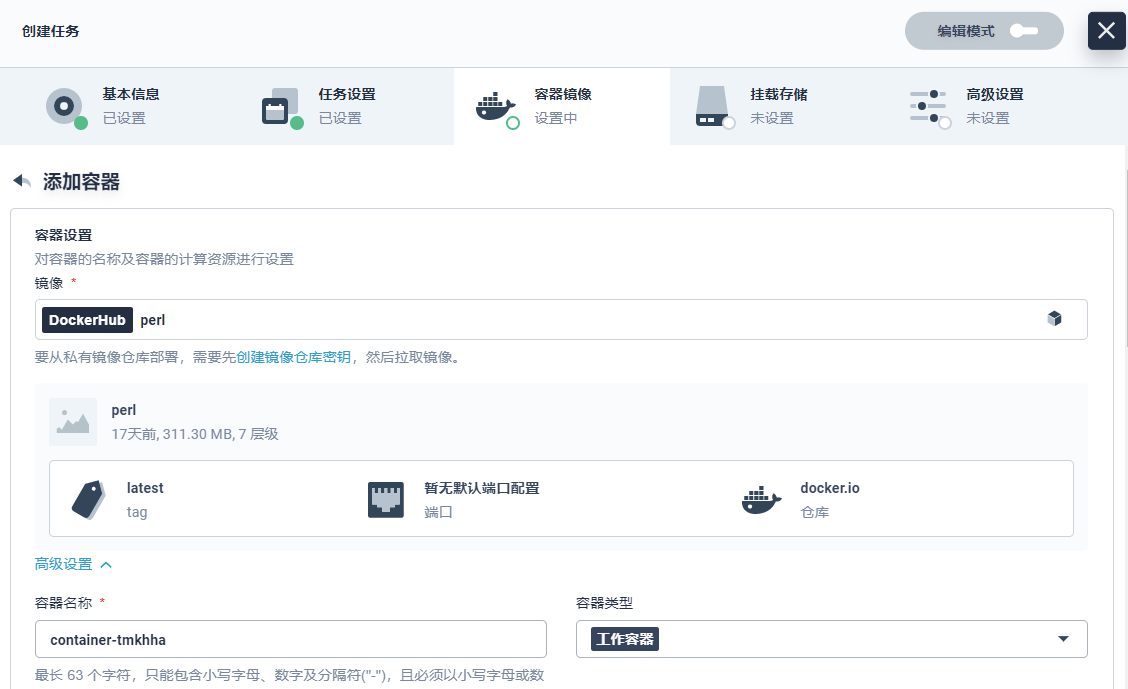 创建任务
编辑模式
基本信息
已设置
任务设置
已设置
容器镜像
设置中
挂载存储
未设置
高级设置
未设置
添加容器
容器设置
对容器的名称及容器的计算资源进行设置
镜像 *
DockerHub perl
要从私有镜像仓库部署，需要先创建镜像仓库密钥，然后拉取镜像。
perl
17天前, 311.30 MB, 7 层级
latest
tag
暂无默认端口配置
端口
docker.io
仓库
高级设置
容器名称 *
container-tmkhha
容器类型
工作容器
最长 63 个字符，只能包含小写字母、数字及分隔符("-")，且必须以小写字母或数